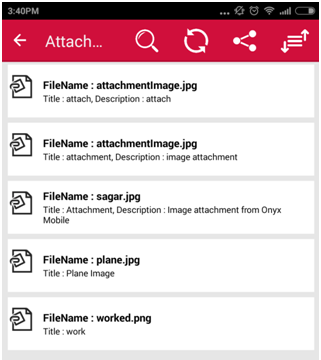 3:40PM
Attach...
FileName : attachmentImage.jpg
Title : attach, Description : attach
FileName : attachmentImage.jpg
Title : attachment, Description : image attachment
FileName : sagar.jpg
Title : Attachment, Description : Image attachment from Onyx
Mobile
FileName : plane.jpg
Title : Plane Image
FileName : worked.png
Title : work